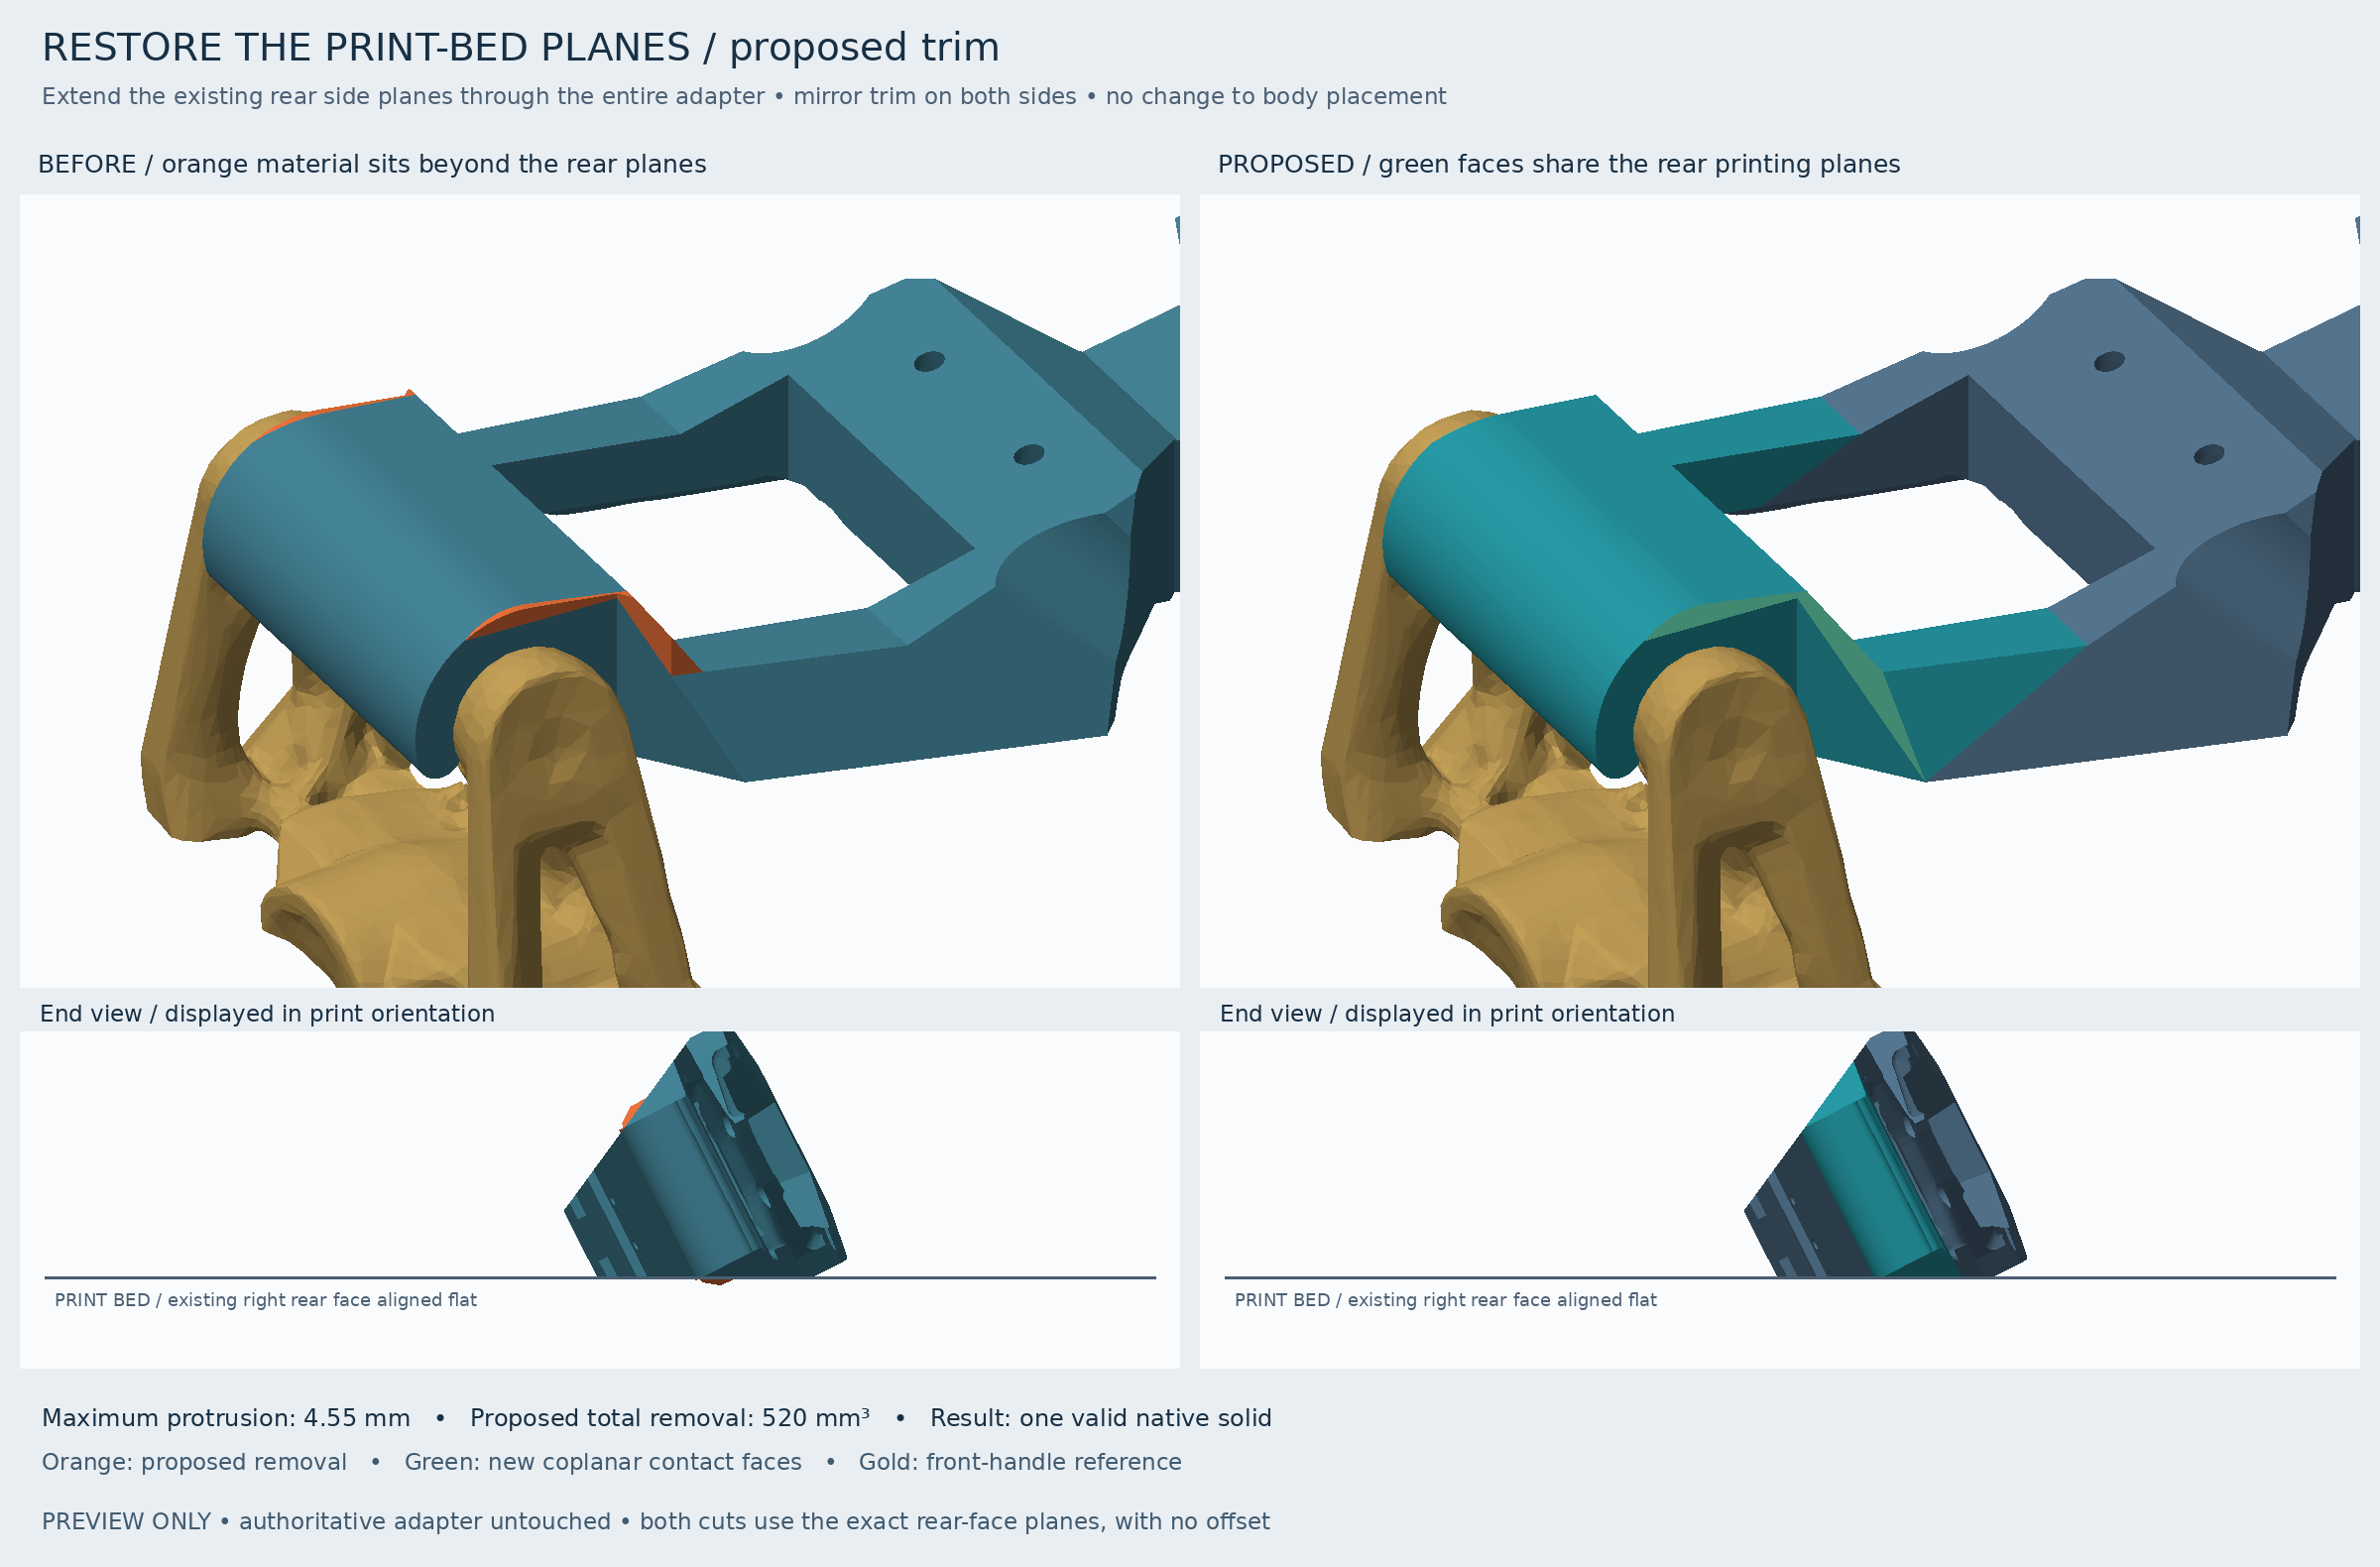 RESTORE THE PRINT-BED PLANES / proposed trim
Extend the existing rear side planes through the entire adapter • mirror trim on both sides • no change to body placement
BEFORE / orange material sits beyond the rear planes
PROPOSED / green faces share the rear printing planes
End view / displayed in print orientation
End view / displayed in print orientation
PRINT BED / existing right rear face aligned flat
PRINT BED / existing right rear face aligned flat
Maximum protrusion: 4.55 mm • Proposed total removal: 520 mm³ • Result: one valid native solid
Orange: proposed removal • Green: new coplanar contact faces • Gold: front-handle reference
PREVIEW ONLY • authoritative adapter untouched • both cuts use the exact rear-face planes, with no offset